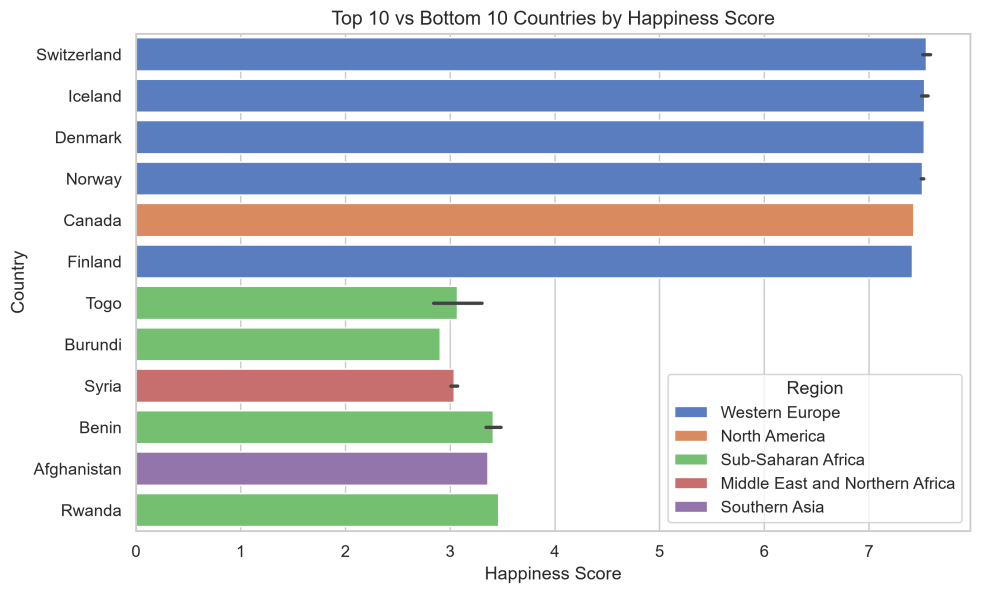 Top 10 vs Bottom 10 Countries by Happiness Score
Country
Switzerland
Iceland
Denmark
Norway
Canada
Finland
Togo
Burundi
Syria
Benin
Afghanistan
Rwanda
Region
Western Europe
North America
Sub-Saharan Africa
Middle East and Northern Africa
Southern Asia
0 1 2 3 4 5 6 7
Happiness Score